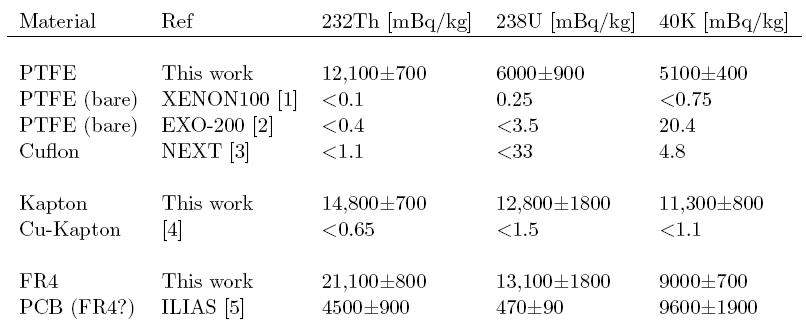 Material Ref 232Th [mBq/kg] 238U [mBq/kg] 40K [mBq/kg]
PTFE This work 12,100±700 6000±900 5100±400
PTFE (bare) XENON100 [1] <0.1 0.25 <0.75
PTFE (bare) EXO-200 [2] <0.4 <3.5 20.4
Cuflon NEXT [3] <1.1 <33 4.8
Kapton This work 14,800±700 12,800±1800 11,300±800
Cu-Kapton [4] <0.65 <1.5 <1.1
FR4 This work 21,100±800 13,100±1800 9000±700
PCB (FR4?) ILIAS [5] 4500±900 470±90 9600±1900